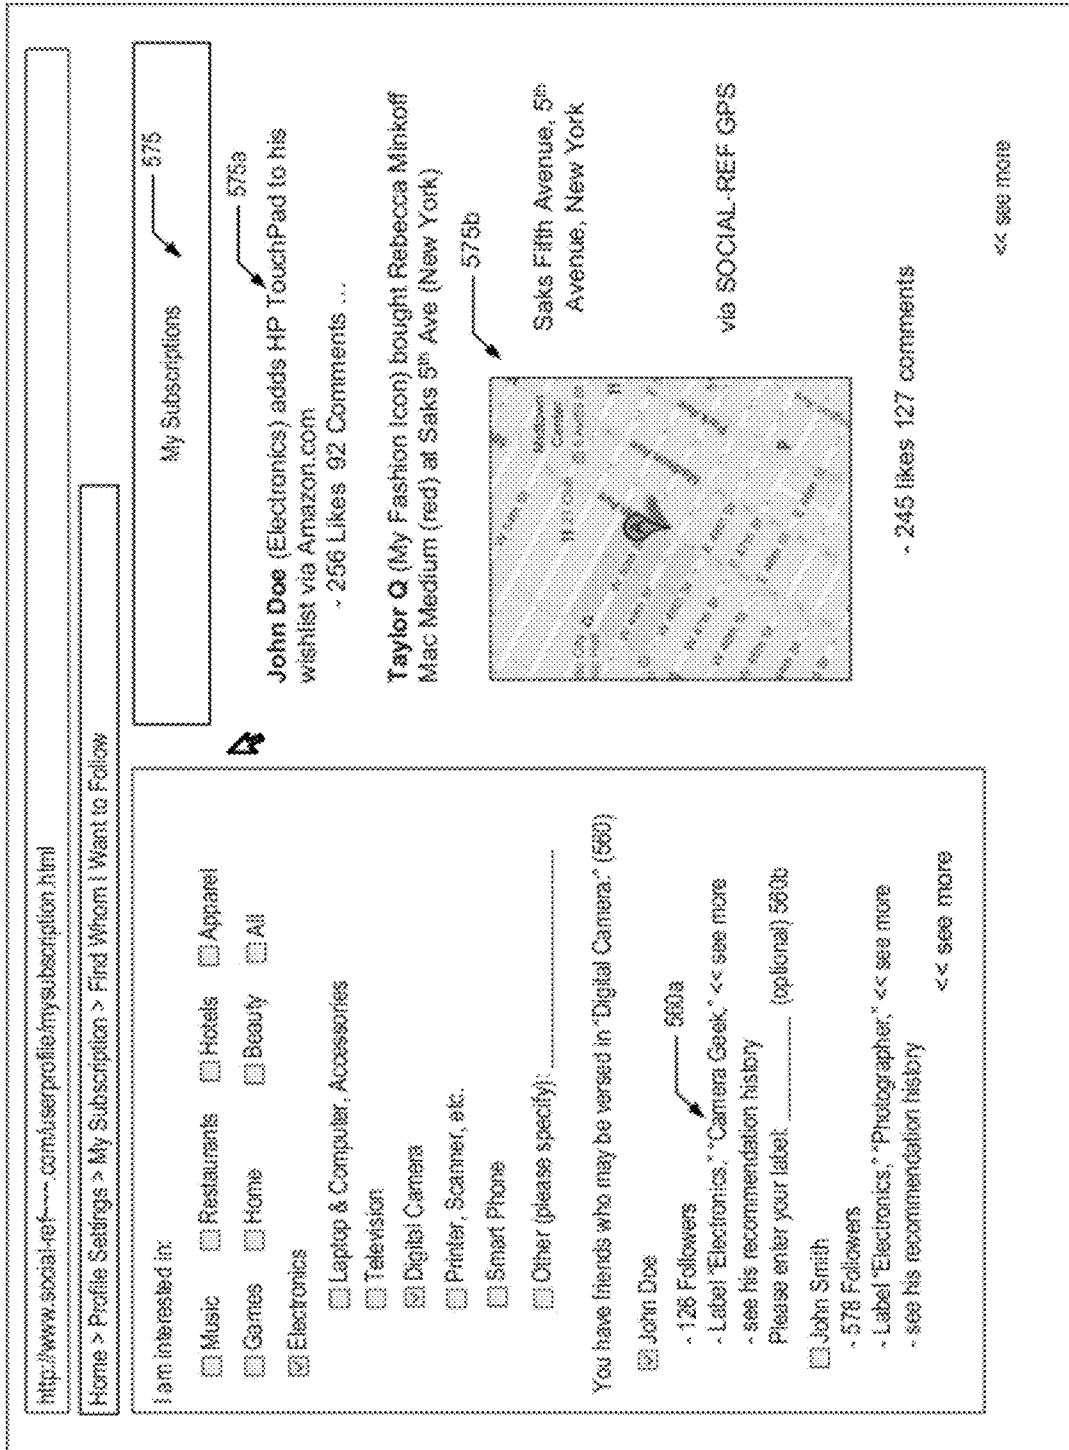 http://www.social-ref----.com/userprofile/mysubscription.html
Home > Profile Settings > My Subscription > Find Whom I Want to Follow
I am interested in:
Music Restaurants Hotels Apparel
Games Home Beauty All
Electronics
Laptop & Computer, Accessories
Television
Digital Camera
Printer, Scanner, etc.
Smart Phone
Other (please specify):
You have friends who may be versed in "Digital Camera:" (560)
John Doe
- 126 Followers
560a
- Label "Electronics," "Camera Geek," << see more
- see his recommendation history
Please enter your label: (optional) 560b
John Smith
- 578 Followers
- Label "Electronics," "Photographer," << see more
- see his recommendation history
<< see more
My Subscriptions
575
575a
John Doe (Electronics) adds HP TouchPad to his
wishlist via Amazon.com
- 256 Likes 92 Comments ...
Taylor Q (My Fashion Icon) bought Rebecca Minkoff
Mac Medium (red) at Saks 5th Ave (New York)
575b
Saks Fifth Avenue, 5th
Avenue, New York
via SOCIAL-REF GPS
- 245 likes 127 comments
<< see more